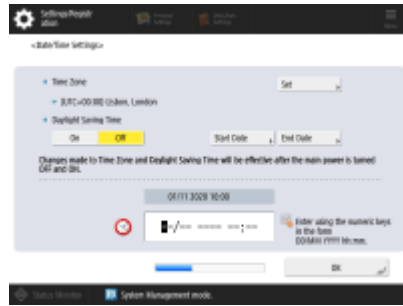 Settings/Registr
ation
<Date/Time Settings>
Time Zone
Set
(UTC+00:00) Lisbon, London
Daylight Saving Time
On
Off
Start Date
End Date
Changes made to Time Zone and Daylight Saving Time will be effective after the main power is turned
OFF and ON.
01/11 2020 10:00
--/-- ---- --:--
Enter using the numeric keys
in the form
DD/MM YYYY hh:mm.
OK
Status Monitor
System Management mode.